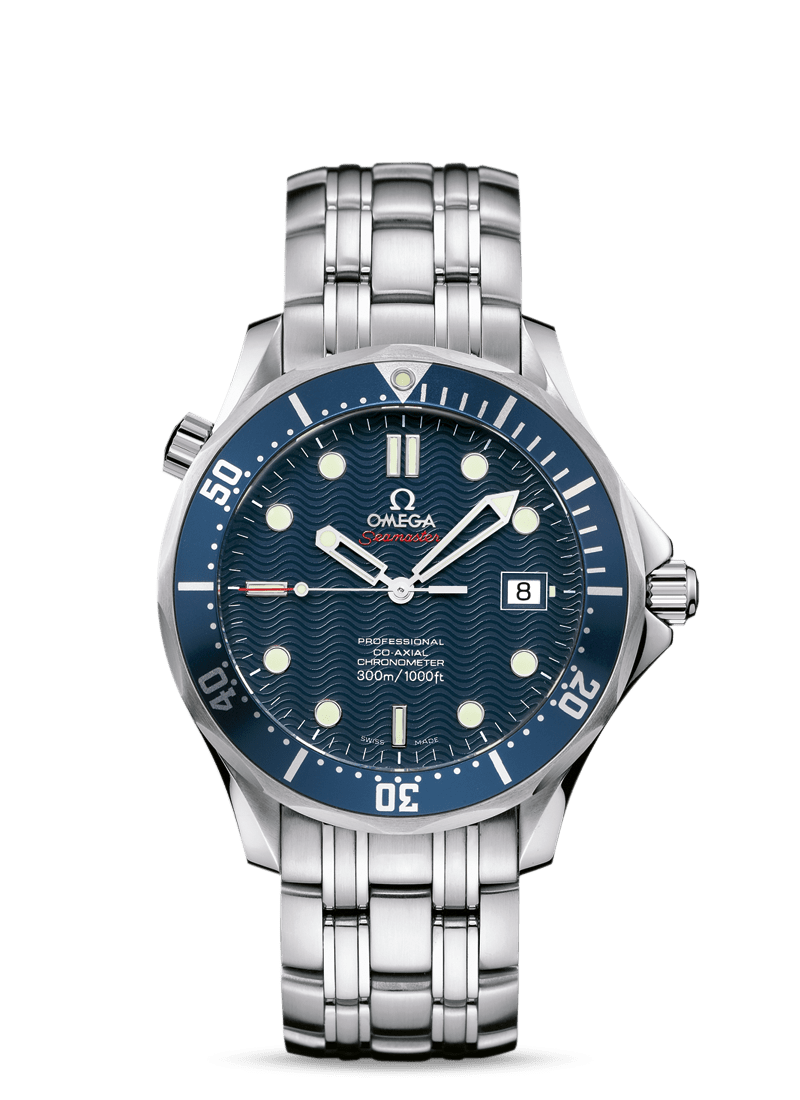 Ω
OMEGA
Seamaster
8
PROFESSIONAL
CO-AXIAL
CHRONOMETER
300m/1000ft
SWISS MADE
20
30
40
50